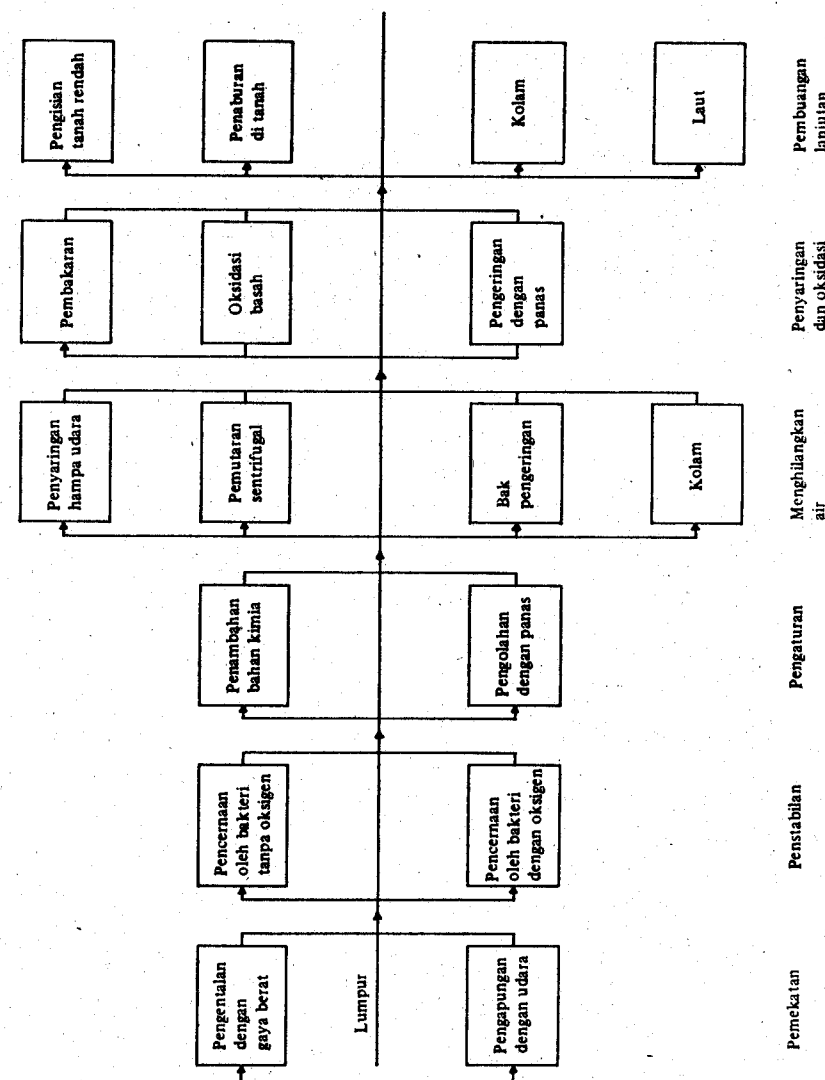 Pengentalan
dengan
gaya berat
Lumpur
Pengapungan
dengan udara
Pemekatan
Pencernaan
oleh bakteri
tanpa oksigen
Pencernaan
oleh bakteri
dengan oksigen
Penstabilan
Penambahan
bahan kimia
Pengolahan
dengan panas
Pengaturan
Penyaringan
hampa udara
Pemutaran
sentrifugal
Bak
pengeringan
Kolam
Menghilangkan
air
Pembakaran
Oksidasi
basah
Pengeringan
dengan
panas
Penyaringan
dan oksidasi
Pengisian
tanah rendah
Penaburan
di tanah
Kolam
Laut
Pembuangan
lanjutan